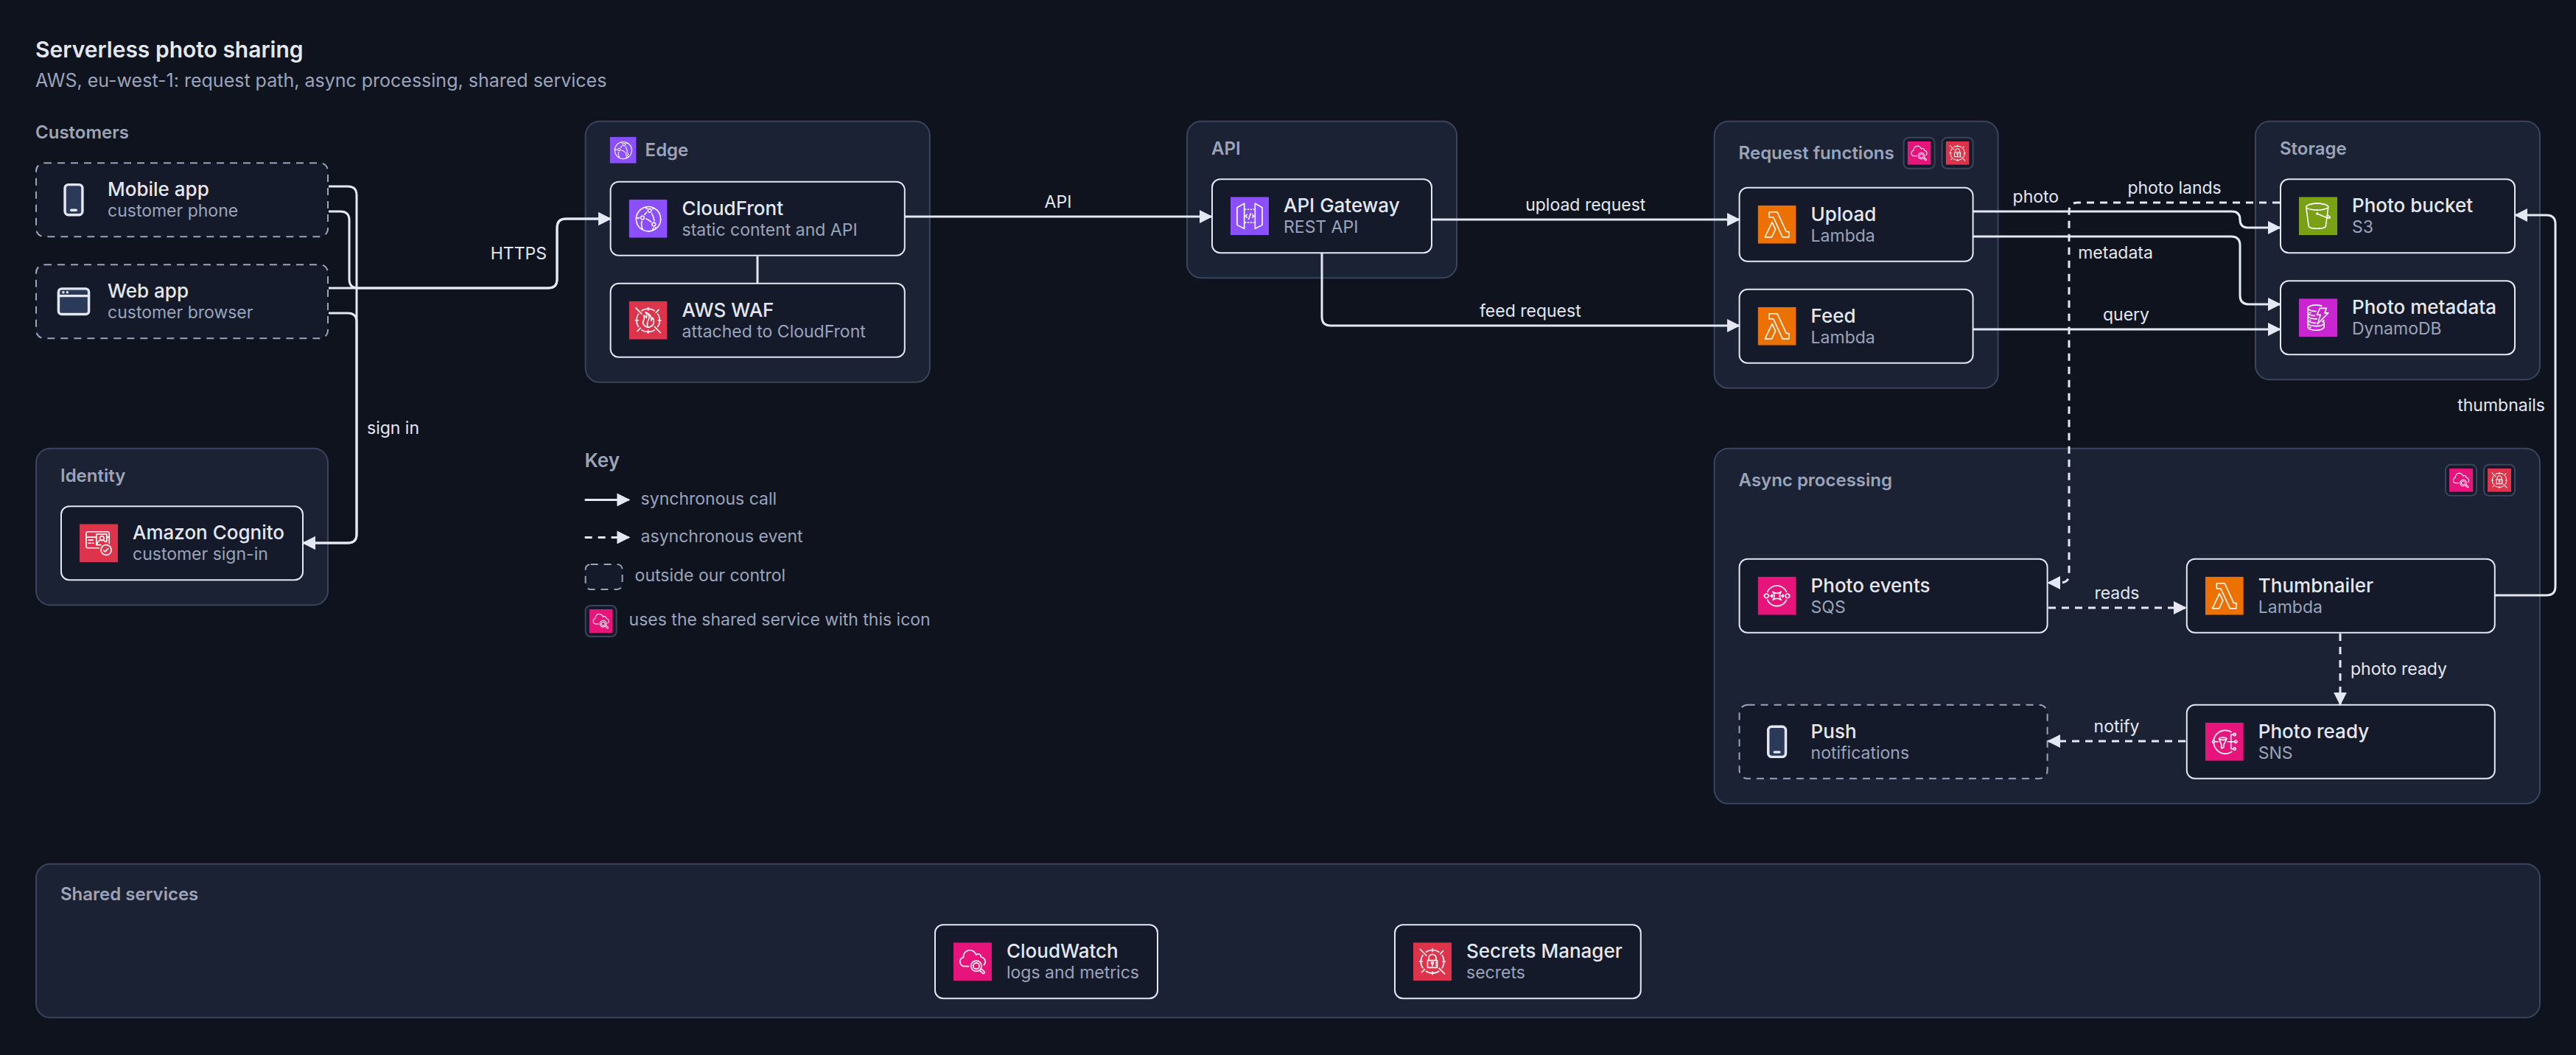 Serverless photo sharing
AWS, eu-west-1: request path, async processing, shared services
Customers
Mobile app
customer phone
Web app
customer browser
HTTPS
sign in
Identity
Amazon Cognito
customer sign-in
Edge
CloudFront
static content and API
AWS WAF
attached to CloudFront
API
API
API Gateway
REST API
upload request
feed request
Request functions
Upload
Lambda
Feed
Lambda
photo
photo lands
metadata
query
Storage
Photo bucket
S3
Photo metadata
DynamoDB
thumbnails
Key
synchronous call
asynchronous event
outside our control
uses the shared service with this icon
Async processing
Photo events
SQS
reads
Thumbnailer
Lambda
photo ready
Push
notifications
notify
Photo ready
SNS
Shared services
CloudWatch
logs and metrics
Secrets Manager
secrets